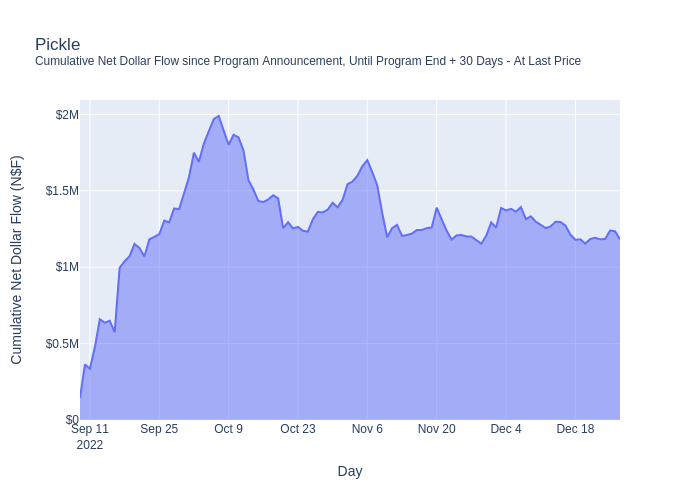 Pickle
Cumulative Net Dollar Flow since Program Announcement, Until Program End + 30 Days - At Last Price
Cumulative Net Dollar Flow (N$F)
$2M
$1.5M
$1M
$0.5M
$0
Sep 11
2022
Sep 25
Oct 9
Oct 23
Nov 6
Nov 20
Dec 4
Dec 18
Day